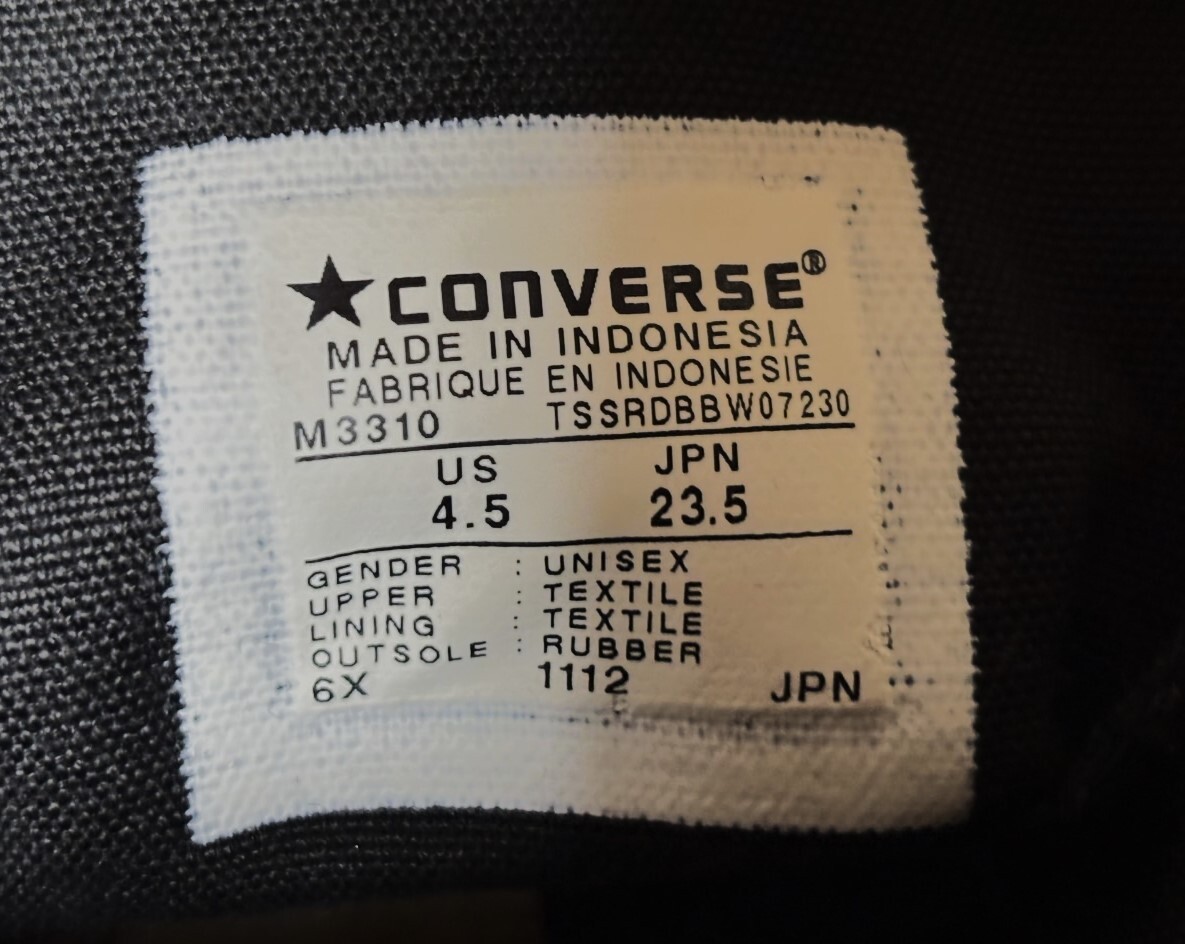 ★CONVERSE®
MADE IN INDONESIA
FABRIQUE EN INDONESIE
M3310 TSSRDBBW07230
US JPN
4.5 23.5
GENDER : UNISEX
UPPER : TEXTILE
LINING : TEXTILE
OUTSOLE : RUBBER
6X 1112 JPN